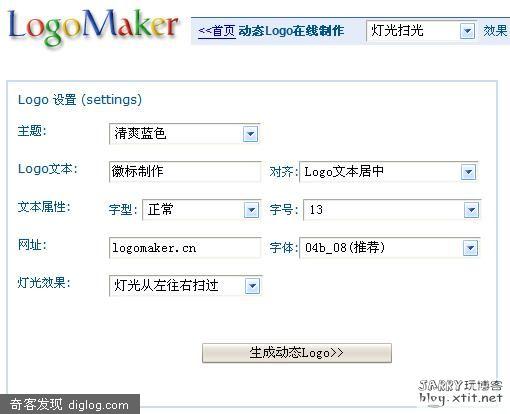 LogoMaker
<<首页 动态Logo在线制作 灯光扫光 效果
Logo 设置 (settings)
主题: 清爽蓝色
Logo文本: 徽标制作 对齐: Logo文本居中
文本属性: 字型: 正常 字号: 13
网址: logomaker.cn 字体: 04b_08(推荐)
灯光效果: 灯光从左往右扫过
生成动态Logo>>
JARRY玩博客
奇客发现 diglog.com blog.xtit.net